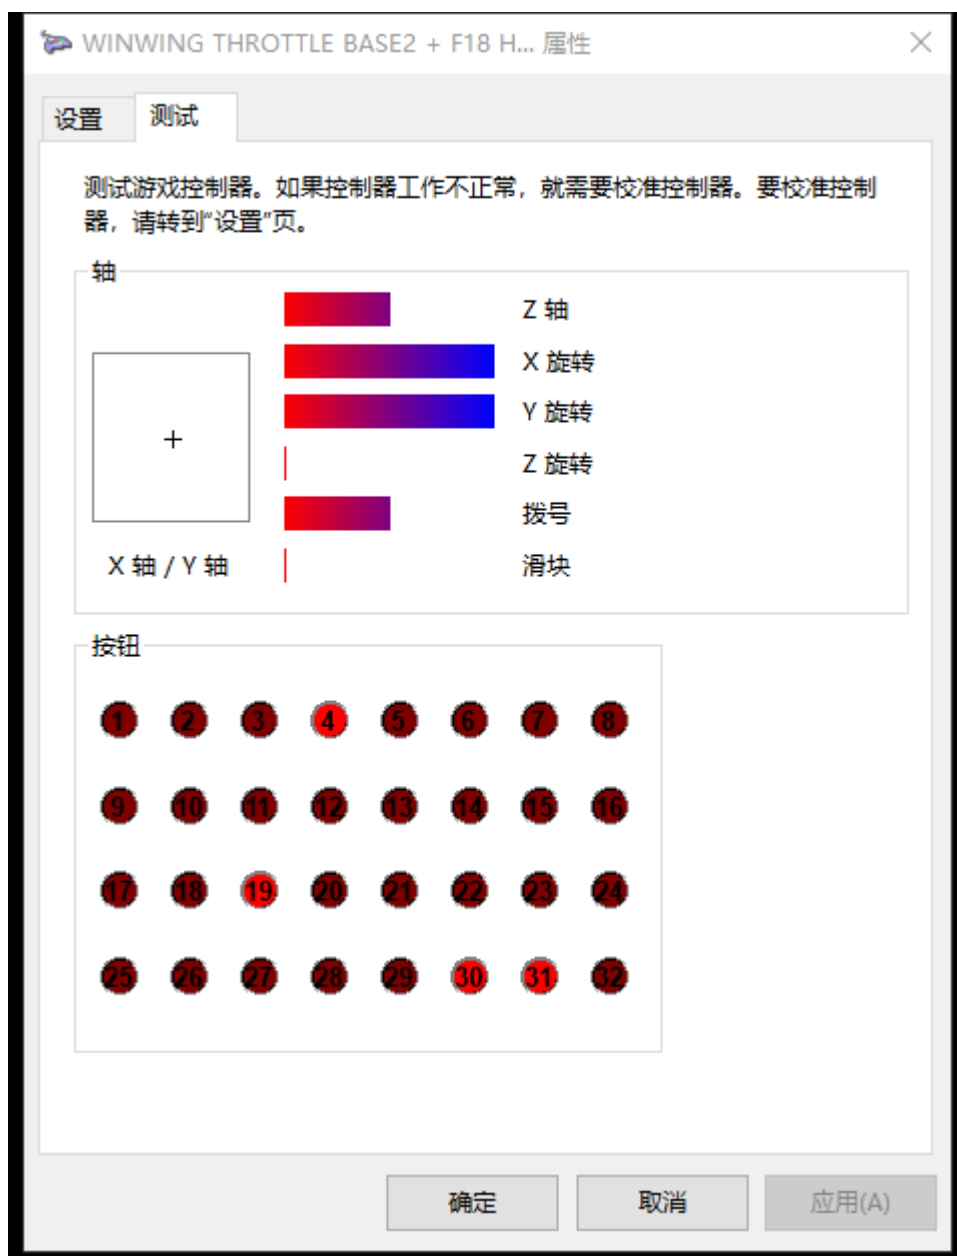 WINWING THROTTLE BASE2 + F18 H... 属性
设置 测试
测试游戏控制器。如果控制器工作不正常，就需要校准控制器。要校准控制
器，请转到“设置”页。
轴
Z 轴
X 旋转
Y 旋转
Z 旋转
拨号
X 轴 / Y 轴 滑块
按钮
1 2 3 4 5 6 7 8
9 10 11 12 13 14 15 16
17 18 19 20 21 22 23 24
25 26 27 28 29 30 31 32
确定 取消 应用(A)